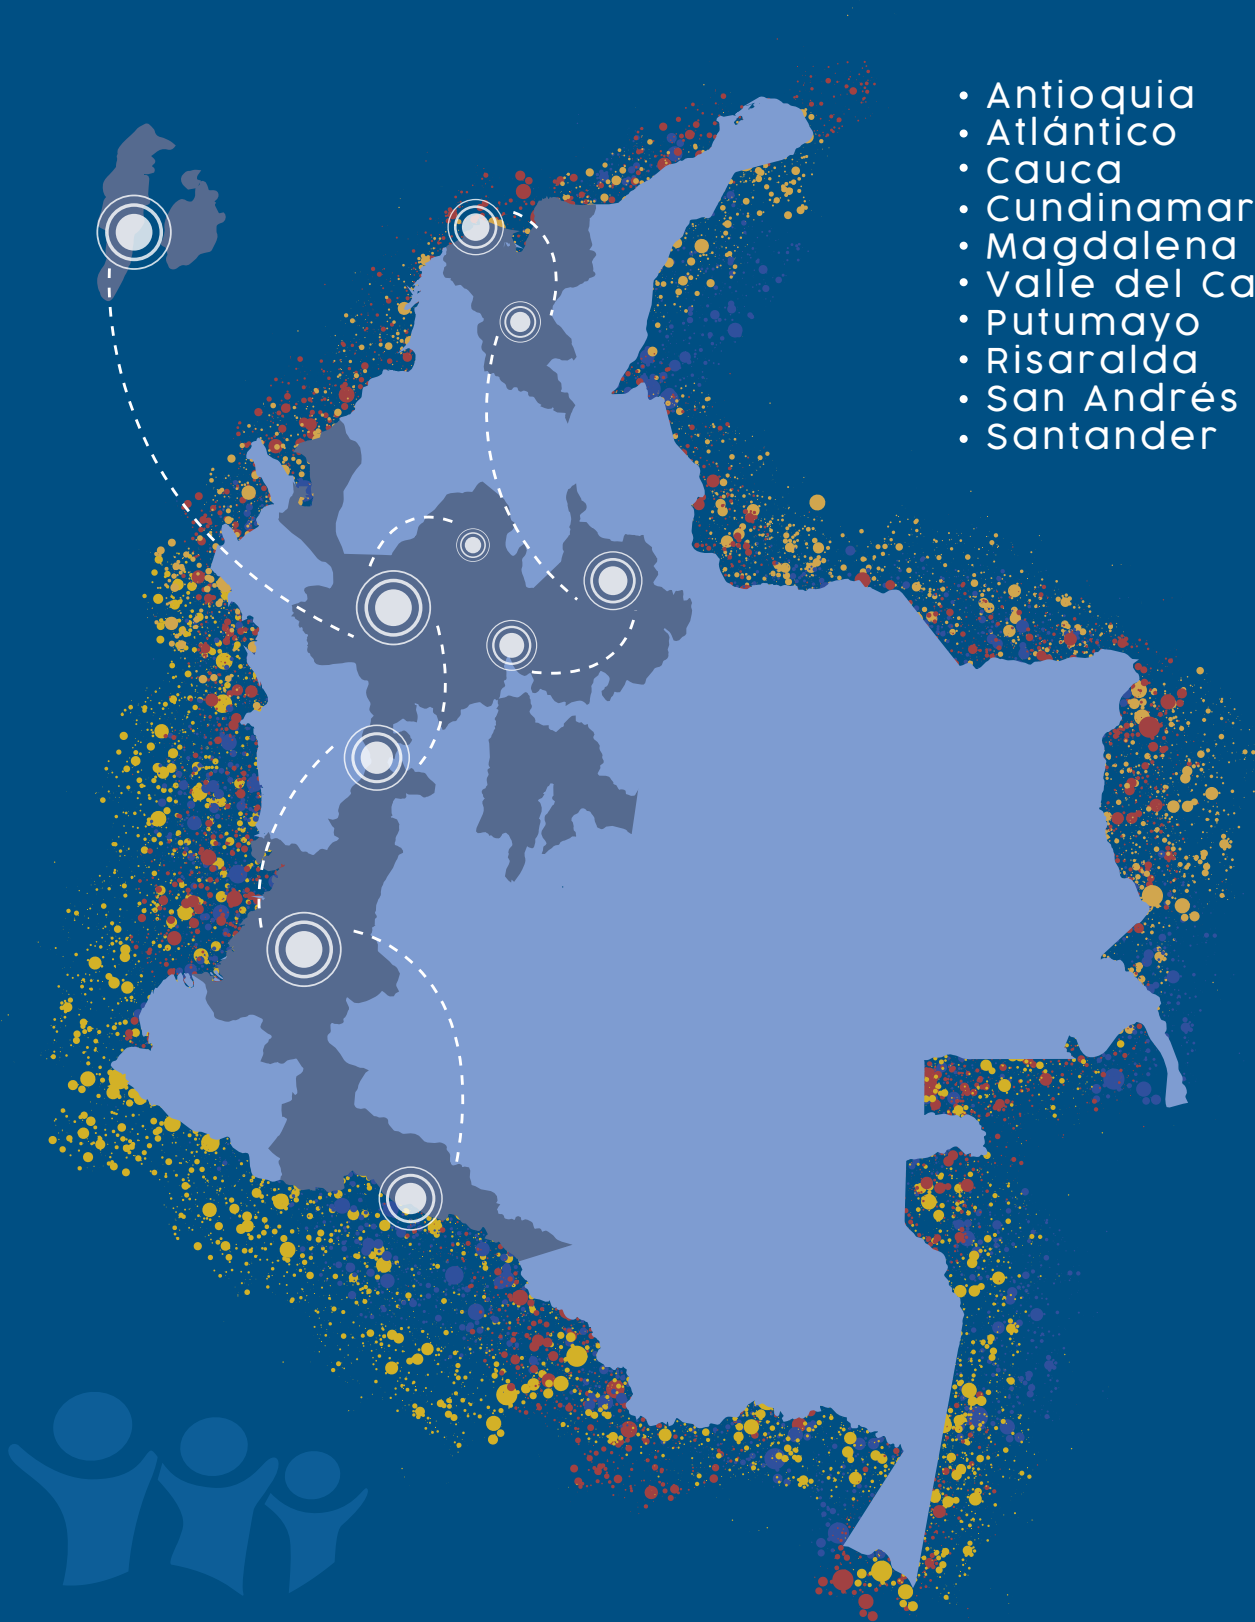 • Antioquia
• Atlántico
• Cauca
• Cundinamar
• Magdalena
• Valle del Ca
• Putumayo
• Risaralda
• San Andrés
• Santander